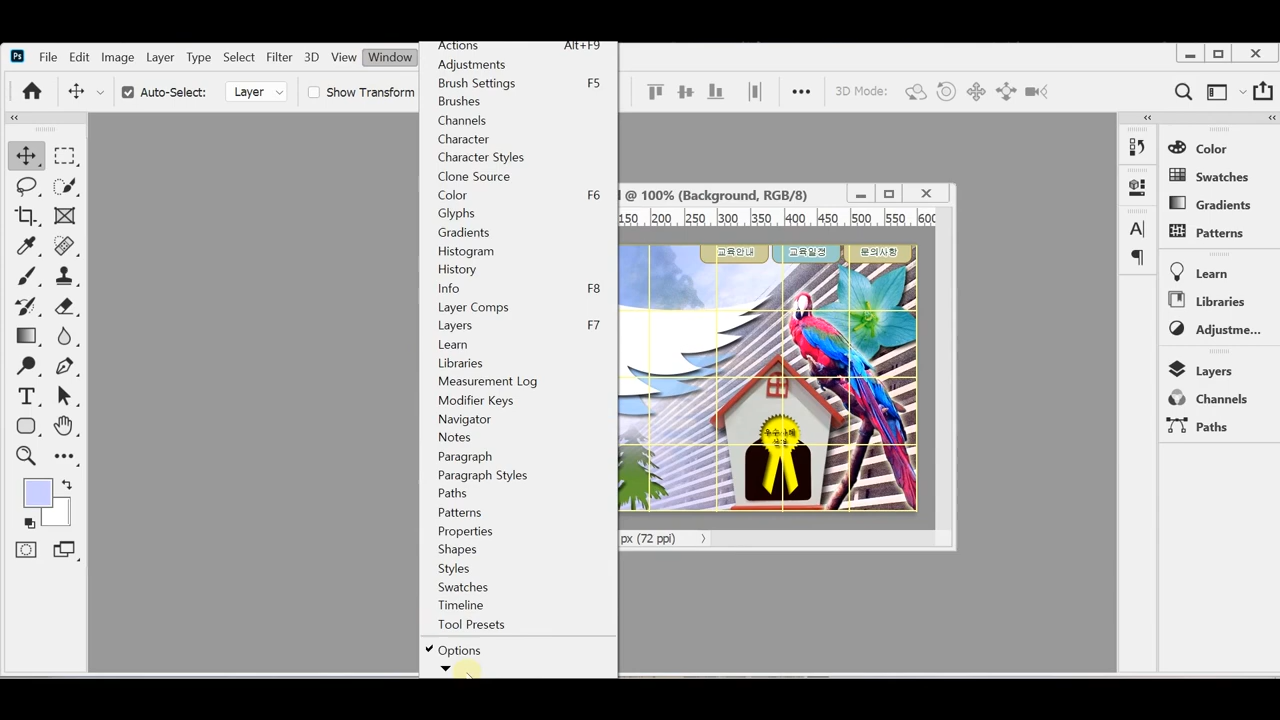 Ps File Edit Image Layer Type Select Filter 3D View Window
Auto-Select: Layer Show Transform 3D Mode:
Actions Alt+F9
Adjustments
Brush Settings F5
Brushes
Channels
Character
Character Styles
Clone Source
Color F6
Glyphs
Gradients
Histogram
History
Info F8
Layer Comps
Layers F7
Learn
Libraries
Measurement Log
Modifier Keys
Navigator
Notes
Paragraph
Paragraph Styles
Paths
Patterns
Properties
Shapes
Styles
Swatches
Timeline
Tool Presets
Options
@ 100% (Background, RGB/8)
150 200 250 300 350 400 450 500 550 600
교육안내 교육일정 문의사항
px (72 ppi)
Color
Swatches
Gradients
Patterns
Learn
Libraries
Adjustme...
Layers
Channels
Paths